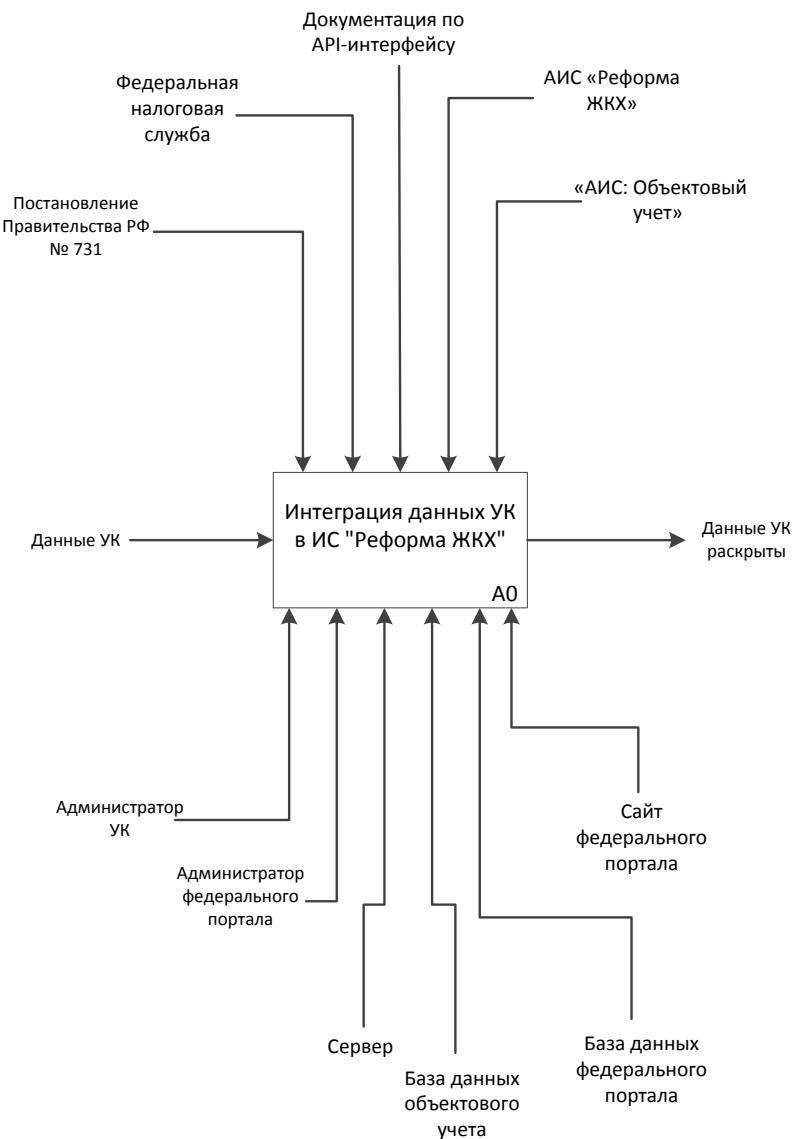 Документация по
API-интерфейсу
Федеральная
налоговая
служба
АИС «Реформа
ЖКХ»
Постановление
Правительства РФ
№ 731
«АИС: Объектовый
учет»
Интеграция данных УК
в ИС "Реформа ЖКХ"
A0
Данные УК
Данные УК
раскрыты
Администратор
УК
Администратор
федерального
портала
Сервер
База данных
объектового
учета
База данных
федерального
портала
Сайт
федерального
портала